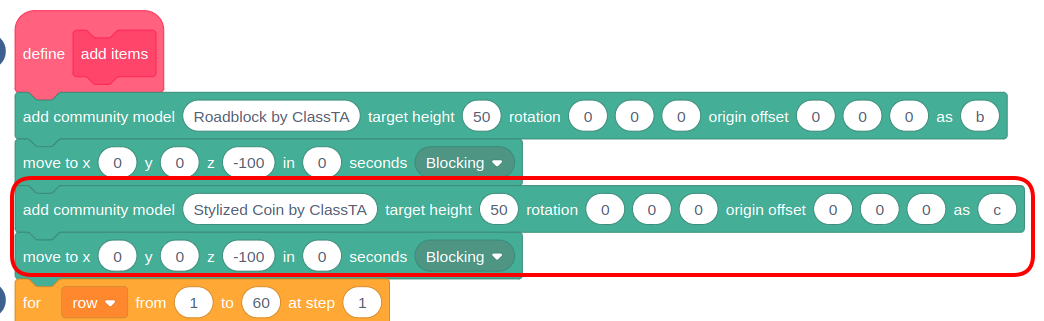 define add items
add community model Roadblock by ClassTA target height 50 rotation 0 0 0 origin offset 0 0 0 as b
move to x 0 y 0 z -100 in 0 seconds Blocking
add community model Stylized Coin by ClassTA target height 50 rotation 0 0 0 origin offset 0 0 0 as c
move to x 0 y 0 z -100 in 0 seconds Blocking
for row from 1 to 60 at step 1